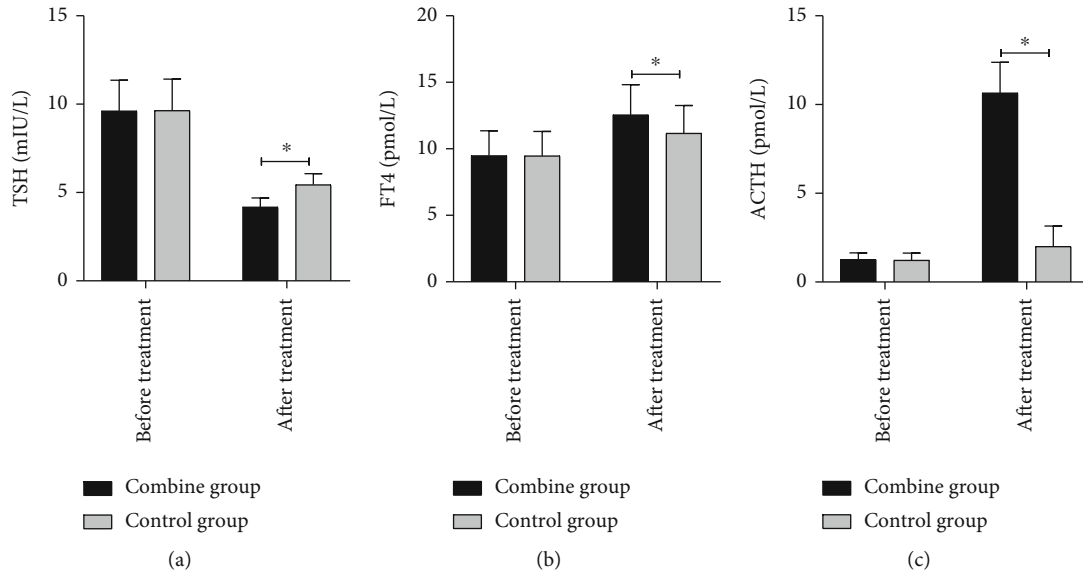 15
10
5
0
TSH (mIU/L)
*
Before treatment
After treatment
Combine group
Control group
(a)
20
15
10
5
0
FT4 (pmol/L)
*
Before treatment
After treatment
Combine group
Control group
(b)
15
10
5
0
ACTH (pmol/L)
*
Before treatment
After treatment
Combine group
Control group
(c)